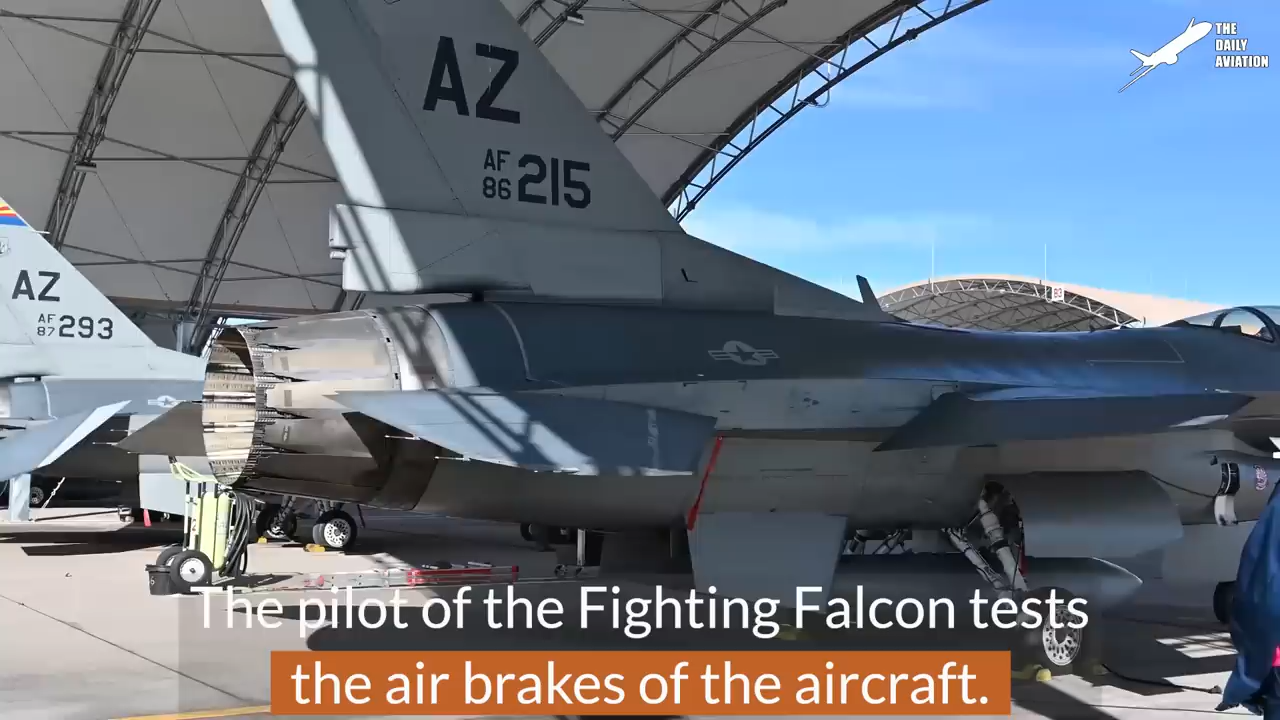 THE
DAILY
AVIATION
AZ
AF
86 215
AZ
AF
87 293
83
The pilot of the Fighting Falcon tests
the air brakes of the aircraft.